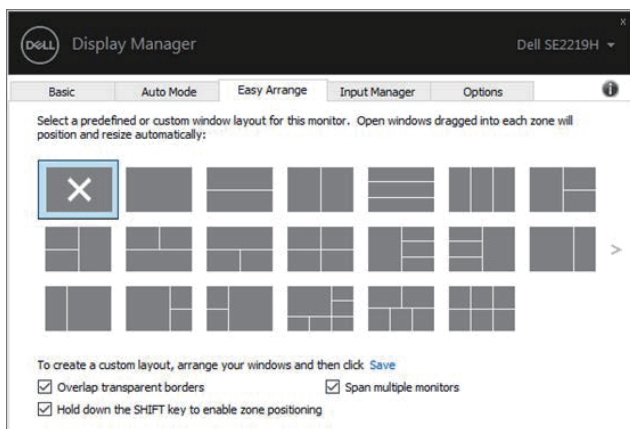 x
DELL Display Manager Dell SE2219H
Basic Auto Mode Easy Arrange Input Manager Options i
Select a predefined or custom window layout for this monitor. Open windows dragged into each zone will
position and resize automatically:
>
To create a custom layout, arrange your windows and then click Save
Overlap transparent borders Span multiple monitors
Hold down the SHIFT key to enable zone positioning